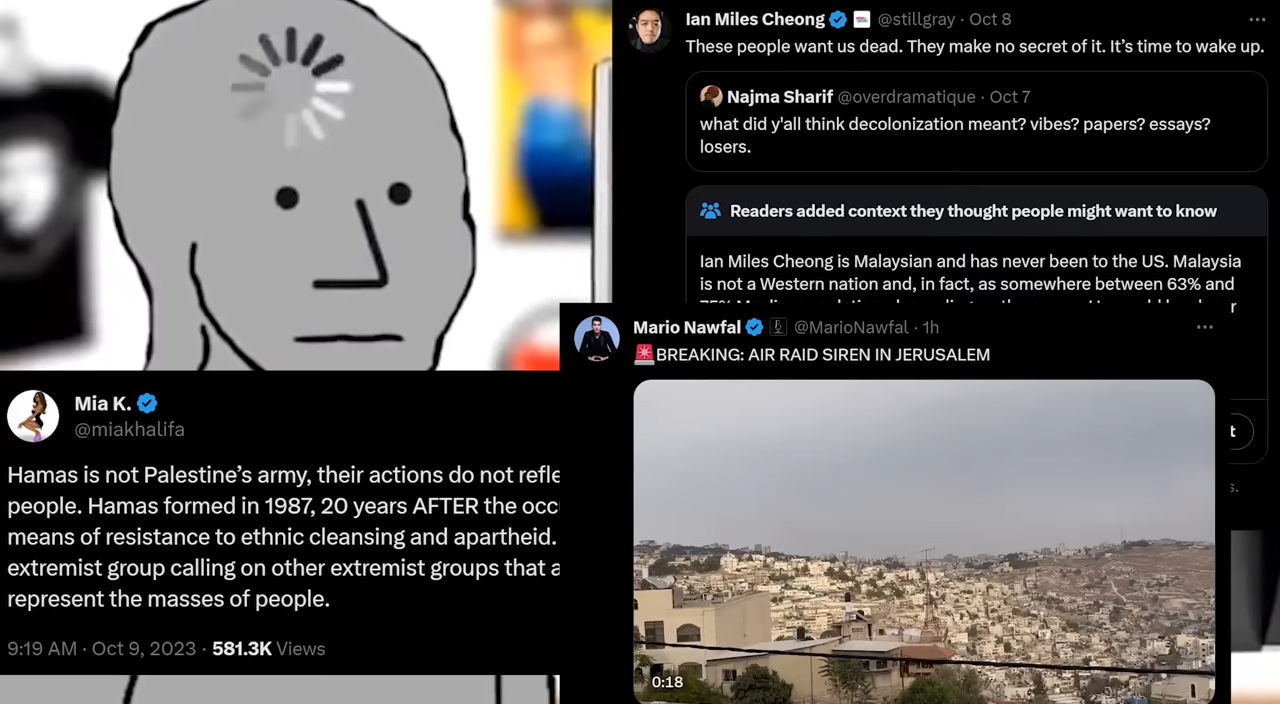 Ian Miles Cheong @stillgray · Oct 8
These people want us dead. They make no secret of it. It's time to wake up.
Najma Sharif @overdramatique · Oct 7
what did y'all think decolonization meant? vibes? papers? essays?
losers.
Readers added context they thought people might want to know
Ian Miles Cheong is Malaysian and has never been to the US. Malaysia
is not a Western nation and, in fact, as somewhere between 63% and
Mario Nawfal @MarioNawfal · 1h
🚨BREAKING: AIR RAID SIREN IN JERUSALEM
0:18
Mia K.
@miakhalifa
Hamas is not Palestine's army, their actions do not refle
people. Hamas formed in 1987, 20 years AFTER the occ
means of resistance to ethnic cleansing and apartheid.
extremist group calling on other extremist groups that a
represent the masses of people.
9:19 AM · Oct 9, 2023 · 581.3K Views